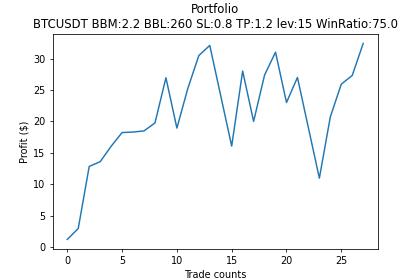 Portfolio
BTCUSDT BBM:2.2 BBL:260 SL:0.8 TP:1.2 lev:15 WinRatio:75.0
30
25
20
15
10
5
0
Profit ($)
0 5 10 15 20 25
Trade counts